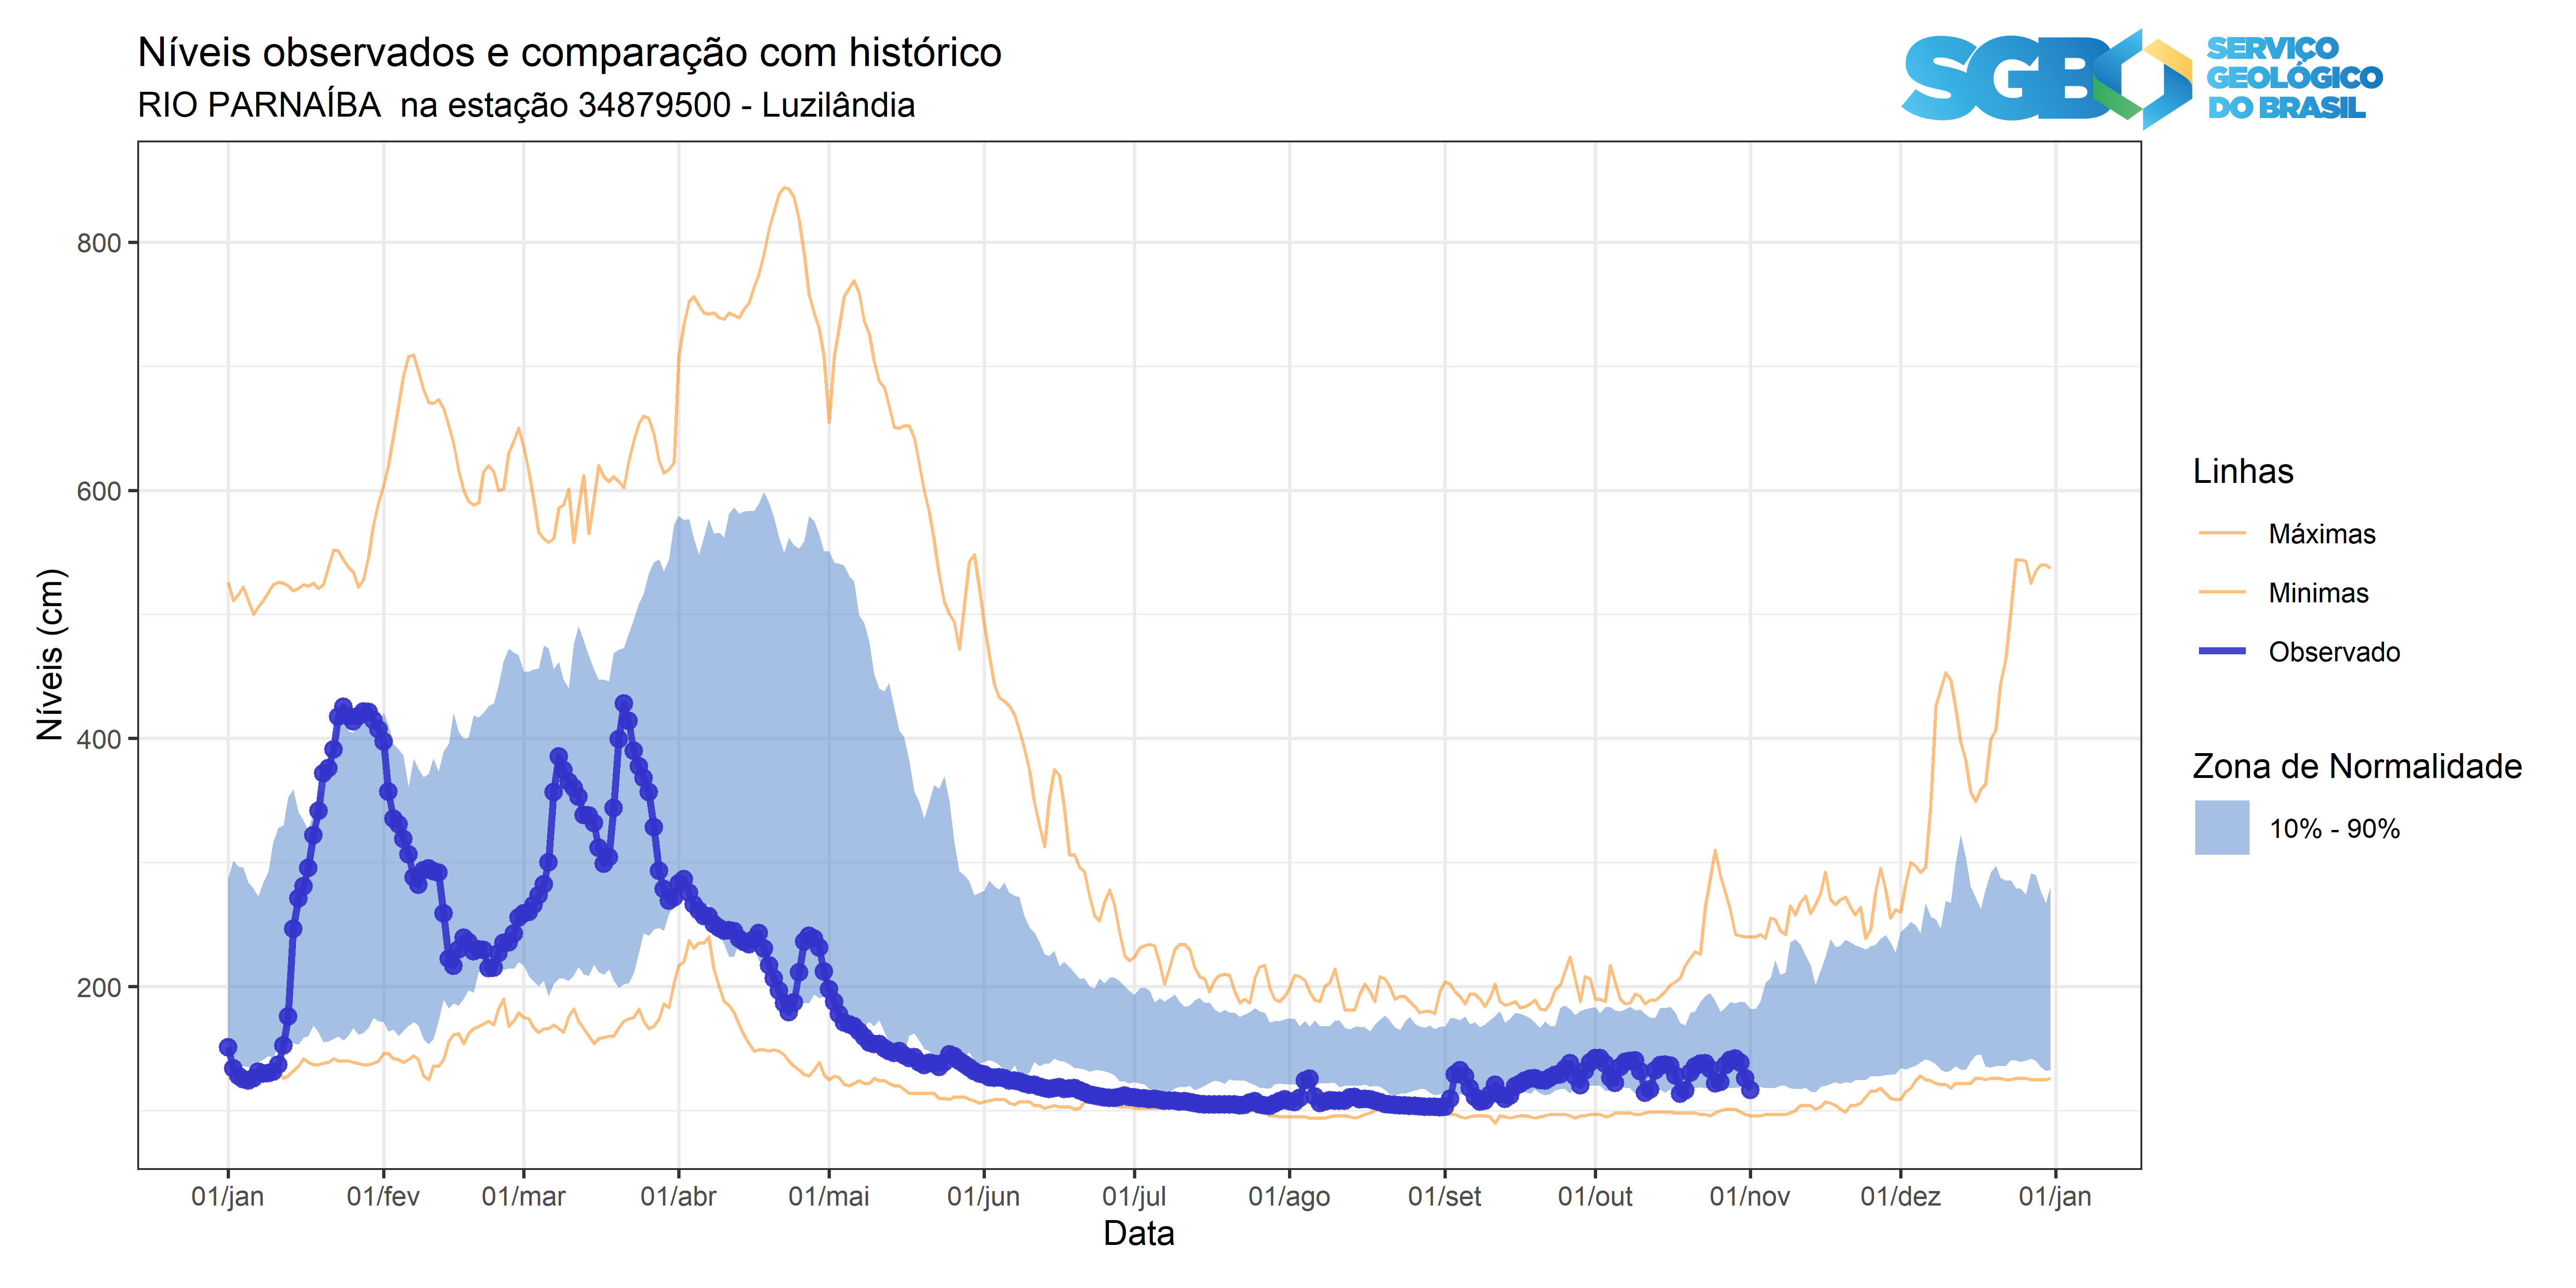 Níveis observados e comparação com histórico
RIO PARNAÍBA  na estação 34879500 - Luzilândia
SGB
SERVIÇO
GEOLÓGICO
DO BRASIL
Níveis (cm)
800
600
400
200
01/jan 01/fev 01/mar 01/abr 01/mai 01/jun 01/jul 01/ago 01/set 01/out 01/nov 01/dez 01/jan
Data
Linhas
Máximas
Minimas
Observado
Zona de Normalidade
10% - 90%